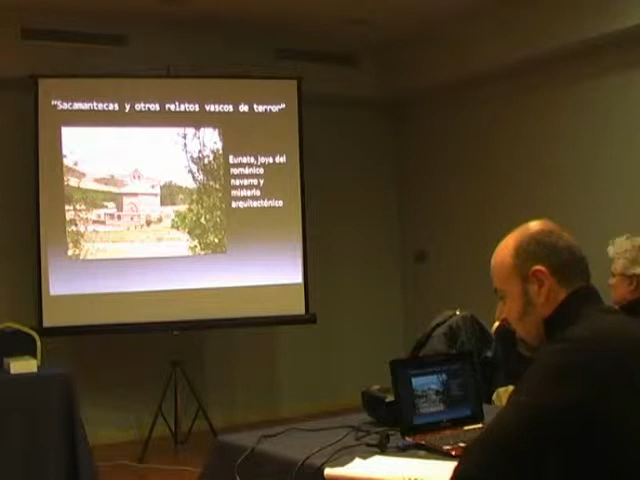 "Sacamantecas y otros relatos vascos de terror"
Eunate, joya del
románico
navarro y
misterio
arquitectónico